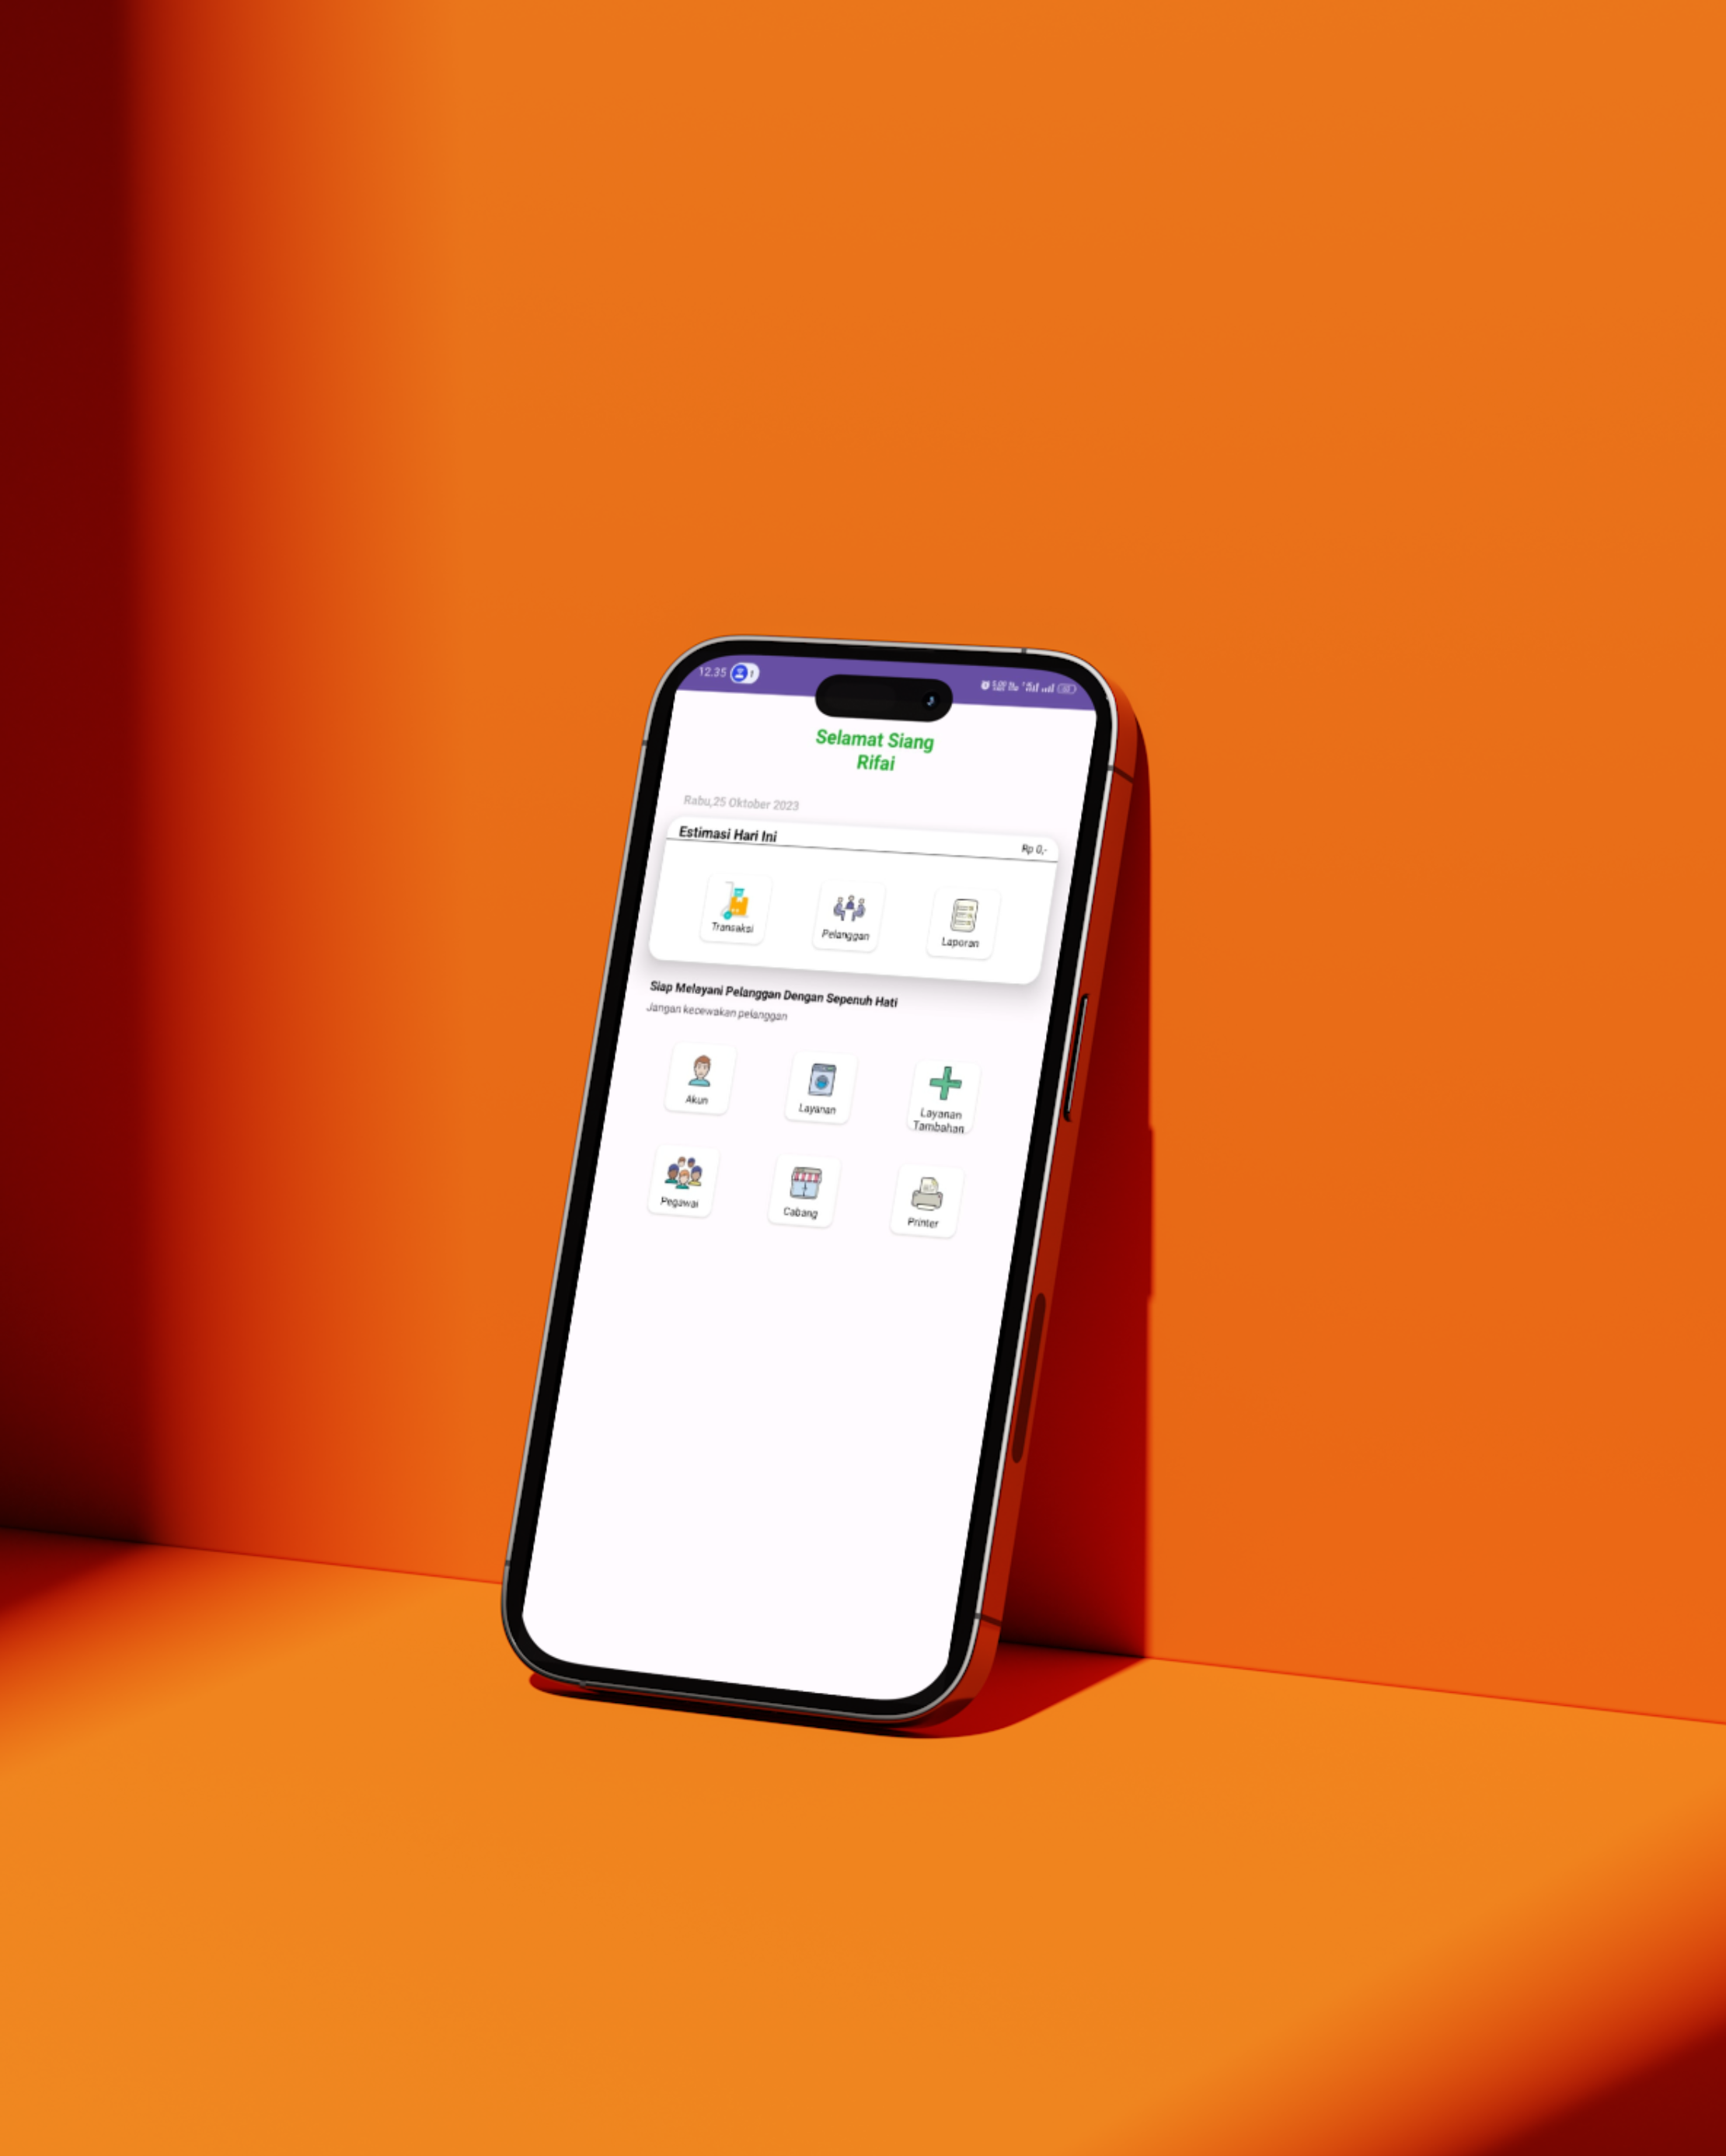 12.35
Selamat Siang
Rifai
Rabu,25 Oktober 2023
Estimasi Hari Ini
Rp 0,-
Transaksi
Pelanggan
Laporan
Siap Melayani Pelanggan Dengan Sepenuh Hati
Jangan kecewakan pelanggan
Akun
Layanan
Layanan
Tambahan
Pegawai
Cabang
Printer